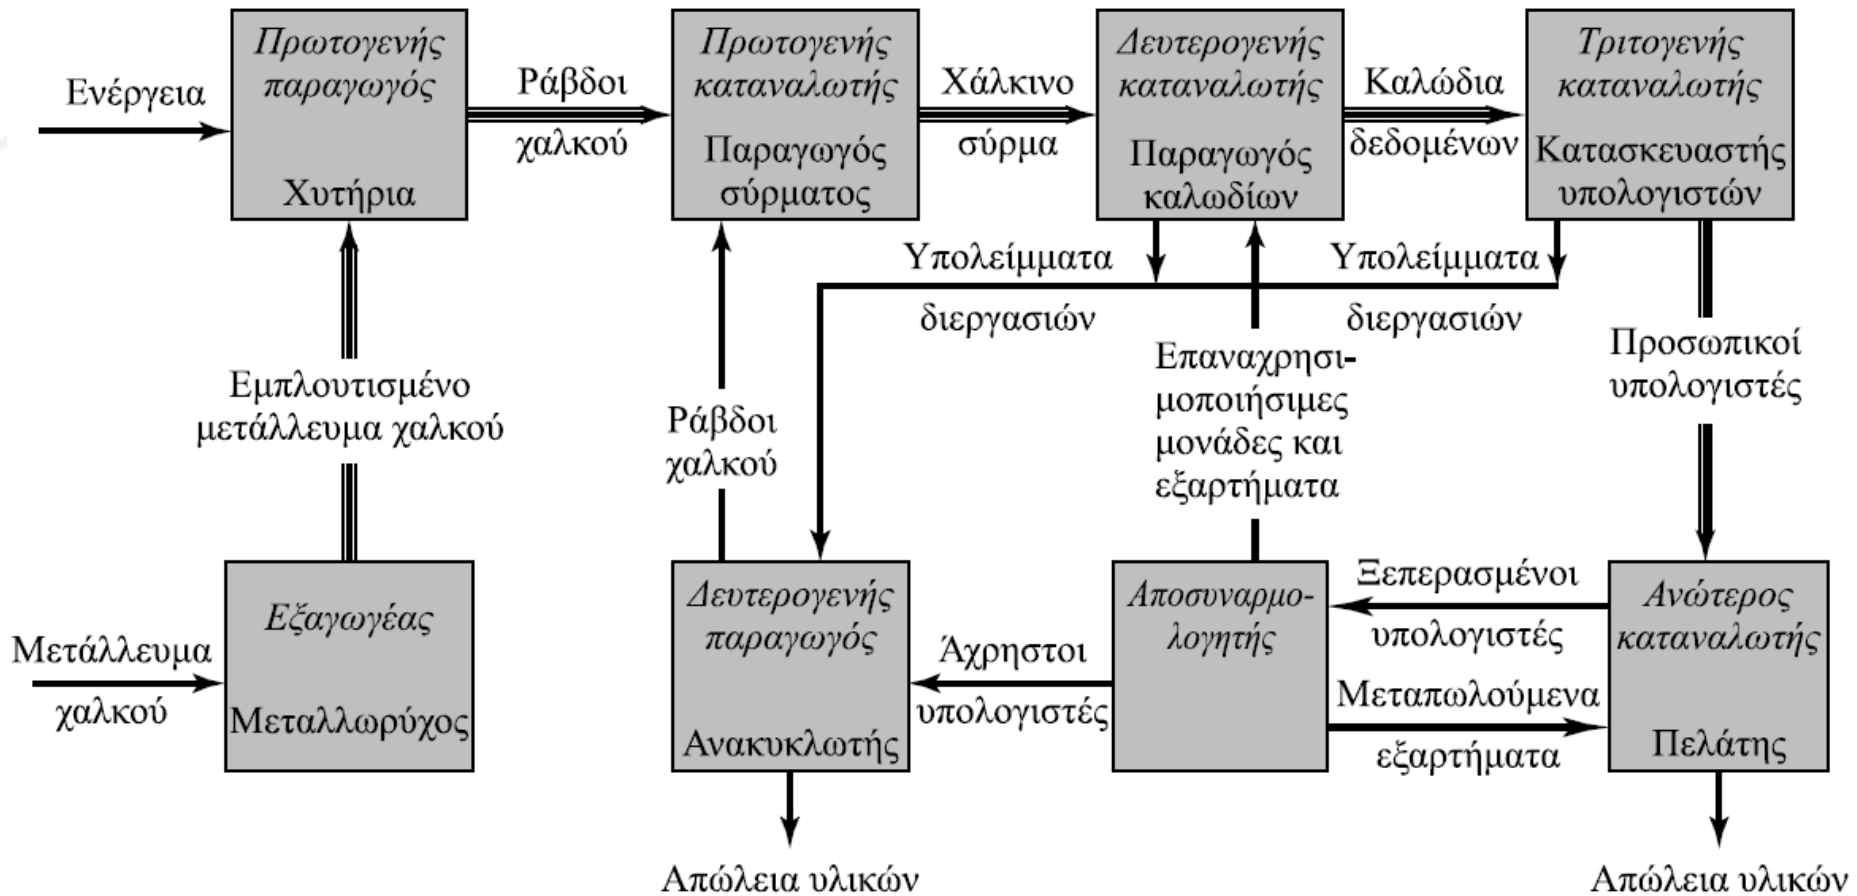 Ενέργεια
Πρωτογενής
παραγωγός
Χυτήρια
Ράβδοι
χαλκού
Πρωτογενής
καταναλωτής
Παραγωγός
σύρματος
Χάλκινο
σύρμα
Δευτερογενής
καταναλωτής
Παραγωγός
καλωδίων
Καλώδια
δεδομένων
Τριτογενής
καταναλωτής
Κατασκευαστής
υπολογιστών
Υπολείμματα
διεργασιών
Υπολείμματα
διεργασιών
Εμπλουτισμένο
μετάλλευμα χαλκού
Ράβδοι
χαλκού
Επαναχρησι-
μοποιήσιμες
μονάδες και
εξαρτήματα
Προσωπικοί
υπολογιστές
Μετάλλευμα
χαλκού
Εξαγωγέας
Μεταλλωρύχος
Δευτερογενής
παραγωγός
Ανακυκλωτής
Άχρηστοι
υπολογιστές
Αποσυναρμο-
λογητής
Ξεπερασμένοι
υπολογιστές
Μεταπωλούμενα
εξαρτήματα
Ανώτερος
καταναλωτής
Πελάτης
Απώλεια υλικών
Απώλεια υλικών